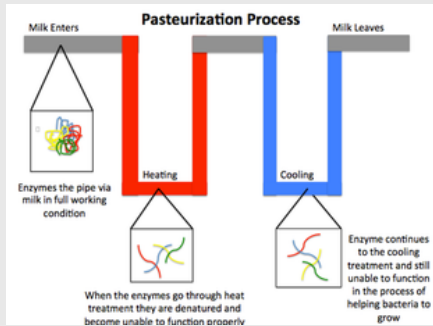 Pasteurization Process
Milk Enters
Milk Leaves
Heating
Cooling
Enzymes the pipe via
milk in full working
condition
When the enzymes go through heat
treatment they are denatured and
become unable to function properly
Enzyme continues
to the cooling
treatment and still
unable to function
in the process of
helping bacteria to
grow